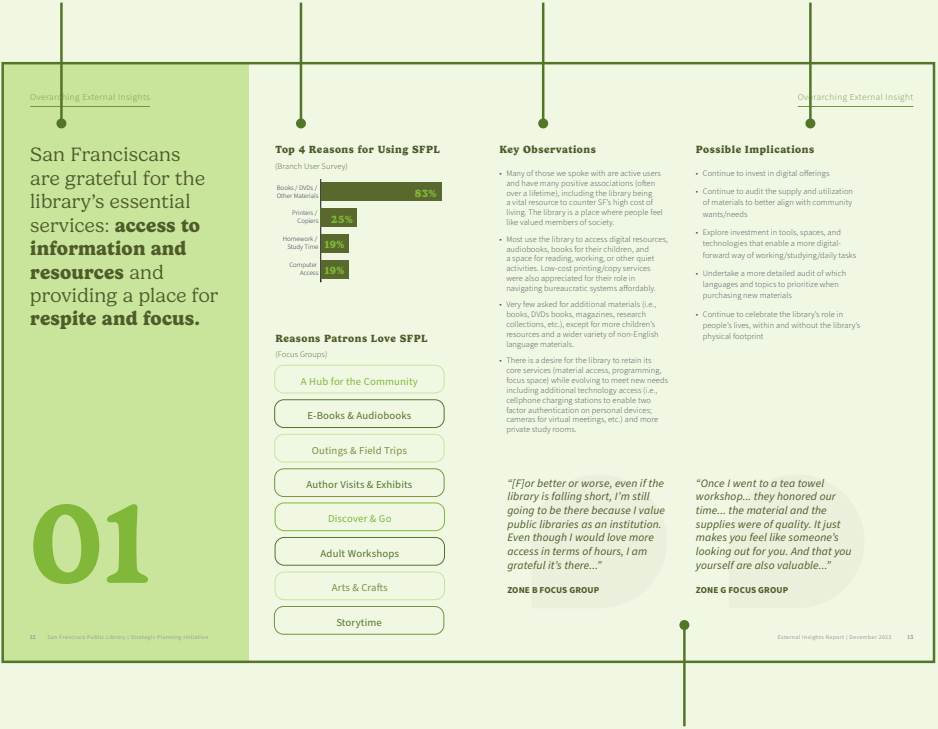 Overarching External Insights
San Franciscans
are grateful for the
library’s essential
services: access to
information and
resources and
providing a place for
respite and focus.
01
12 San Francisco Public Library | Strategic Planning Initiative
Top 4 Reasons for Using SFPL
(Branch User Survey)
Books / DVDs /
Other Materials
83%
Printers /
Copiers
25%
Homework /
Study Time
19%
Computer
Access
19%
Reasons Patrons Love SFPL
(Focus Groups)
A Hub for the Community
E-Books & Audiobooks
Outings & Field Trips
Author Visits & Exhibits
Discover & Go
Adult Workshops
Arts & Crafts
Storytime
Key Observations
• Many of those we spoke with are active users
and have many positive associations (often
over a lifetime), including the library being
a vital resource to counter SF’s high cost of
living. The library is a place where people feel
like valued members of society.
• Most use the library to access digital resources,
audiobooks, books for their children, and
a space for reading, working, or other quiet
activities. Low-cost printing/copy services
were also appreciated for their role in
navigating bureaucratic systems affordably.
• Very few asked for additional materials (i.e.,
books, DVDs books, magazines, research
collections, etc.), except for more children’s
resources and a wider variety of non-English
language materials.
• There is a desire for the library to retain its
core services (material access, programming,
focus space) while evolving to meet new needs
including additional technology access (i.e.,
cellphone charging stations to enable two
factor authentication on personal devices;
cameras for virtual meetings, etc.) and more
private study rooms.
“[F]or better or worse, even if the
library is falling short, I’m still
going to be there because I value
public libraries as an institution.
Even though I would love more
access in terms of hours, I am
grateful it’s there...”
ZONE B FOCUS GROUP
Overarching External Insight
Possible Implications
• Continue to invest in digital offerings
• Continue to audit the supply and utilization
of materials to better align with community
wants/needs
• Explore investment in tools, spaces, and
technologies that enable a more digital-
forward way of working/studying/daily tasks
• Undertake a more detailed audit of which
languages and topics to prioritize when
purchasing new materials
• Continue to celebrate the library’s role in
people’s lives, within and without the library’s
physical footprint
“Once I went to a tea towel
workshop... they honored our
time... the material and the
supplies were of quality. It just
makes you feel like someone’s
looking out for you. And that you
yourself are also valuable...”
ZONE G FOCUS GROUP
External Insights Report | December 2023 13